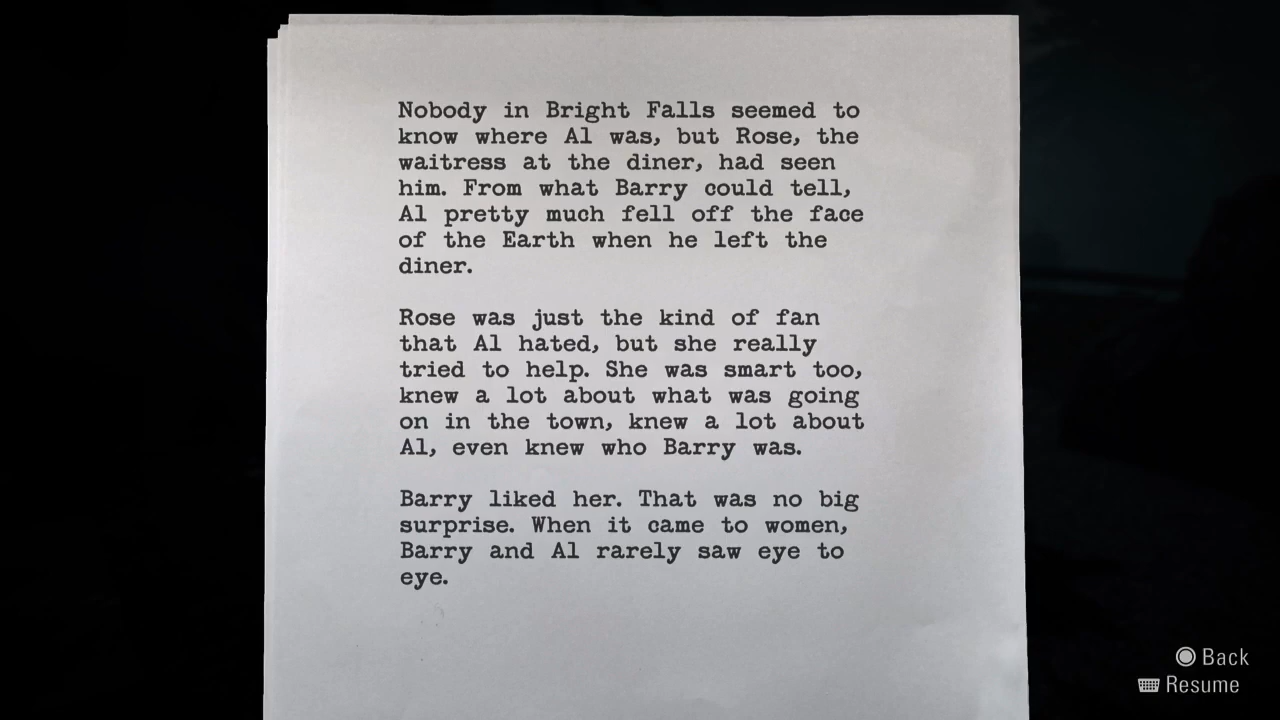 Nobody in Bright Falls seemed to
know where Al was, but Rose, the
waitress at the diner, had seen
him. From what Barry could tell,
Al pretty much fell off the face
of the Earth when he left the
diner.
Rose was just the kind of fan
that Al hated, but she really
tried to help. She was smart too,
knew a lot about what was going
on in the town, knew a lot about
Al, even knew who Barry was.
Barry liked her. That was no big
surprise. When it came to women,
Barry and Al rarely saw eye to
eye.
Back
Resume